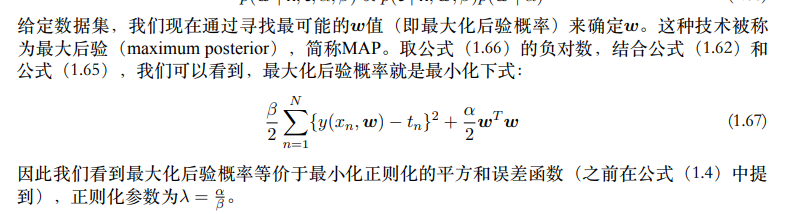 给定数据集，我们现在通过寻找最可能的w值（即最大化后验概率）来确定w。这种技术被称
为最大后验（maximum posterior），简称MAP。取公式（1.66）的负对数，结合公式（1.62）和
公式（1.65），我们可以看到，最大化后验概率就是最小化下式：
\frac{\beta}{2}\sum_{n=1}^{N}\{y(x_n, w) - t_n\}^2 + \frac{\alpha}{2}w^T w (1.67)
因此我们看到最大化后验概率等价于最小化正则化的平方和误差函数（之前在公式（1.4）中提
到），正则化参数为λ = \frac{\alpha}{\beta}。